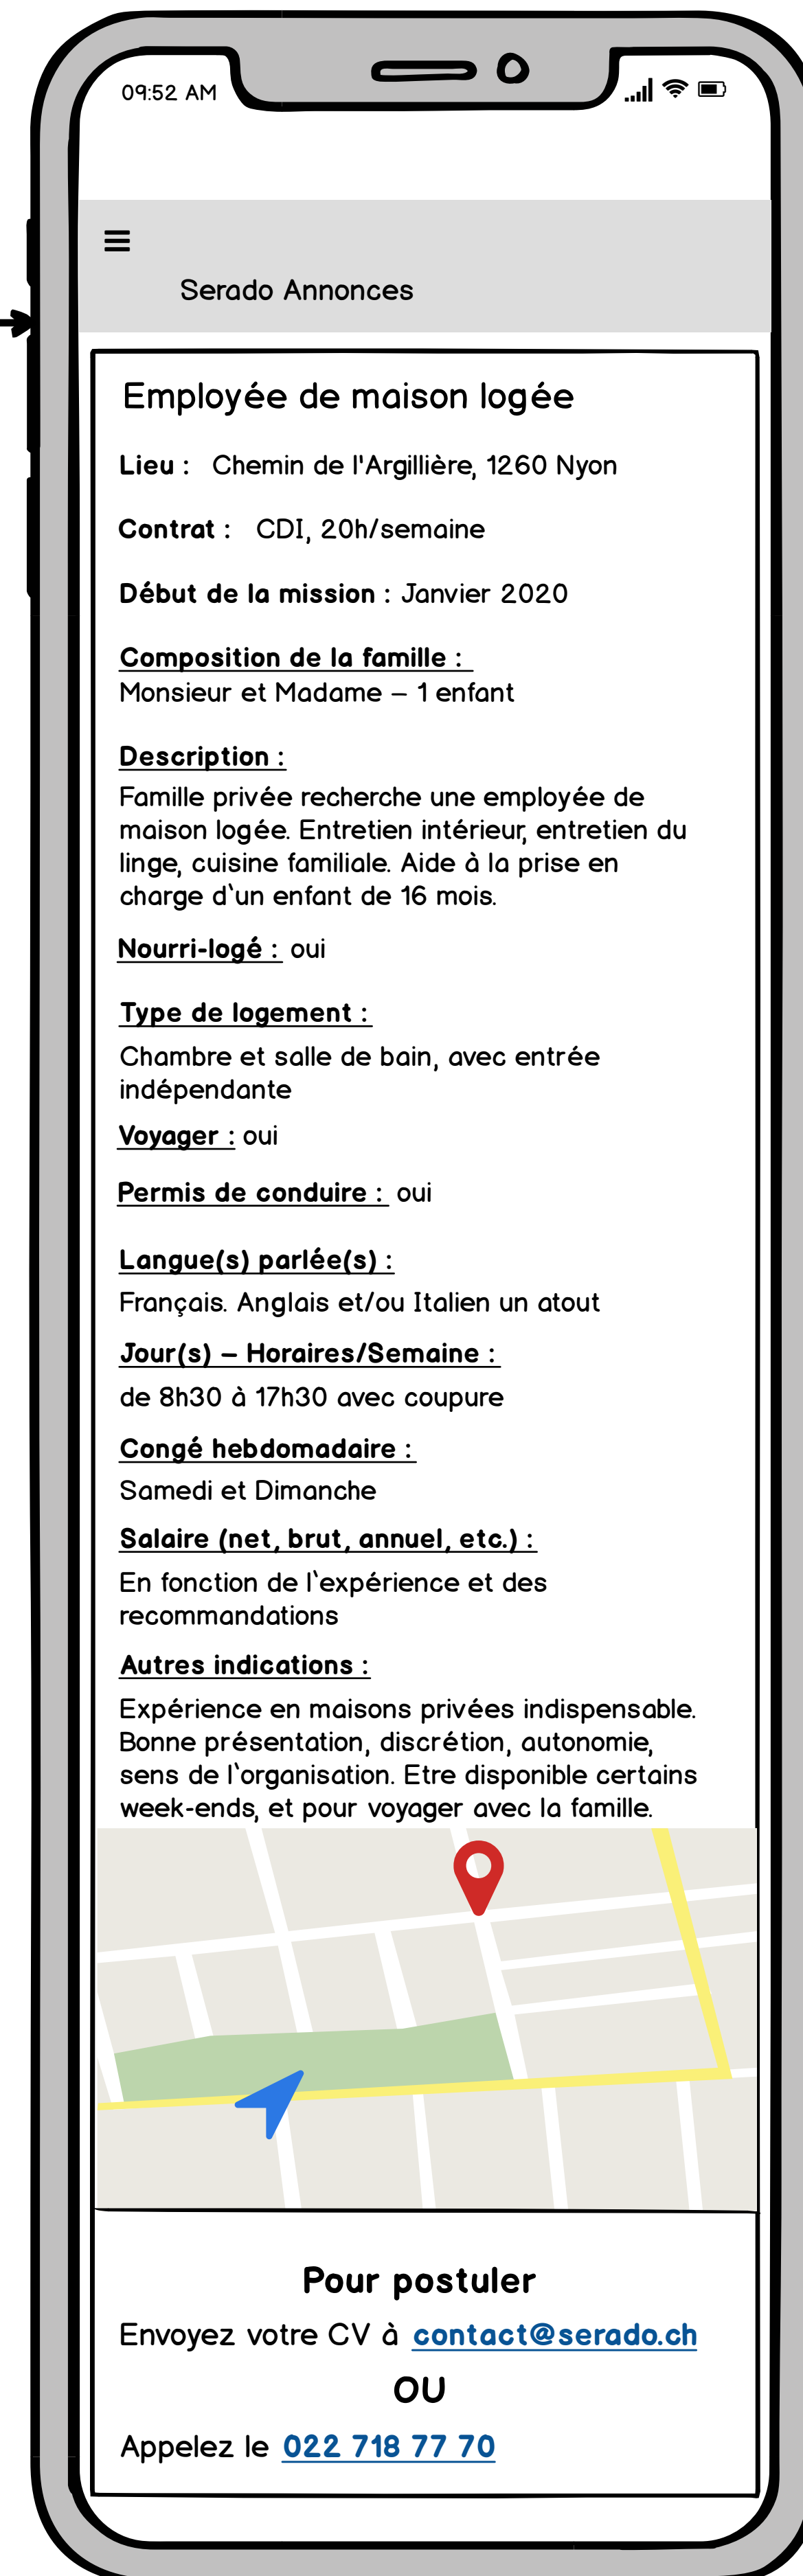 09:52 AM
Serado Annonces
Employée de maison logée
Lieu : Chemin de l'Argillière, 1260 Nyon
Contrat : CDI, 20h/semaine
Début de la mission : Janvier 2020
Composition de la famille :
Monsieur et Madame – 1 enfant
Description :
Famille privée recherche une employée de
maison logée. Entretien intérieur, entretien du
linge, cuisine familiale. Aide à la prise en
charge d`un enfant de 16 mois.
Nourri-logé : oui
Type de logement :
Chambre et salle de bain, avec entrée
indépendante
Voyager : oui
Permis de conduire : oui
Langue(s) parlée(s) :
Français. Anglais et/ou Italien un atout
Jour(s) – Horaires/Semaine :
de 8h30 à 17h30 avec coupure
Congé hebdomadaire :
Samedi et Dimanche
Salaire (net, brut, annuel, etc.) :
En fonction de l`expérience et des
recommandations
Autres indications :
Expérience en maisons privées indispensable.
Bonne présentation, discrétion, autonomie,
sens de l`organisation. Etre disponible certains
week-ends, et pour voyager avec la famille.
Pour postuler
Envoyez votre CV à contact@serado.ch
OU
Appelez le 022 718 77 70